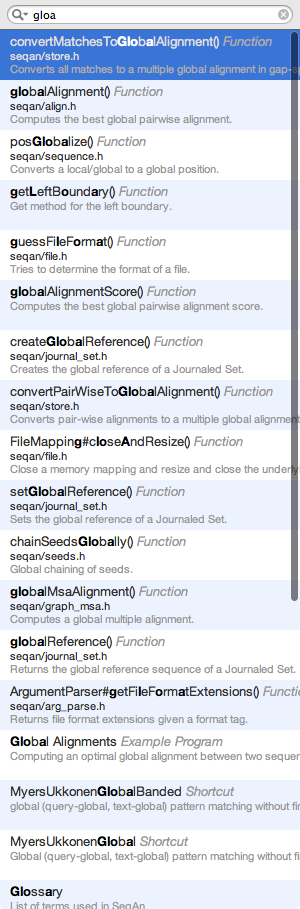 gloa
convertMatchesToGlobalAlignment() Function
seqan/store.h
Converts all matches to a multiple global alignment in gap-s
globalAlignment() Function
seqan/align.h
Computes the best global pairwise alignment.
posGlobalize() Function
seqan/sequence.h
Converts a local/global to a global position.
getLeftBoundary() Function
Get method for the left boundary.
guessFileFormat() Function
seqan/file.h
Tries to determine the format of a file.
globalAlignmentScore() Function
Computes the best global pairwise alignment score.
createGlobalReference() Function
seqan/journal_set.h
Creates the global reference of a Journaled Set.
convertPairWiseToGlobalAlignment() Function
seqan/store.h
Converts pair-wise alignments to a multiple global alignment
FileMapping#closeAndResize() Function
seqan/file.h
Close a memory mapping and resize and close the underly
setGlobalReference() Function
seqan/journal_set.h
Sets the global reference of a Journaled Set.
chainSeedsGlobally() Function
seqan/seeds.h
Global chaining of seeds.
globalMsaAlignment() Function
seqan/graph_msa.h
Computes a global multiple alignment.
globalReference() Function
seqan/journal_set.h
Returns the global reference sequence of a Journaled Set.
ArgumentParser#getFileFormatExtensions() Functi
seqan/arg_parse.h
Returns file format extensions given a format tag.
Global Alignments Example Program
Computing an optimal global alignment between two sequen
MyersUkkonenGlobalBanded Shortcut
global (query-global, text-global) pattern matching without fi
MyersUkkonenGlobal Shortcut
Global (query-global, text-global) pattern matching without fi
Glossary
List of terms used in SeqAn